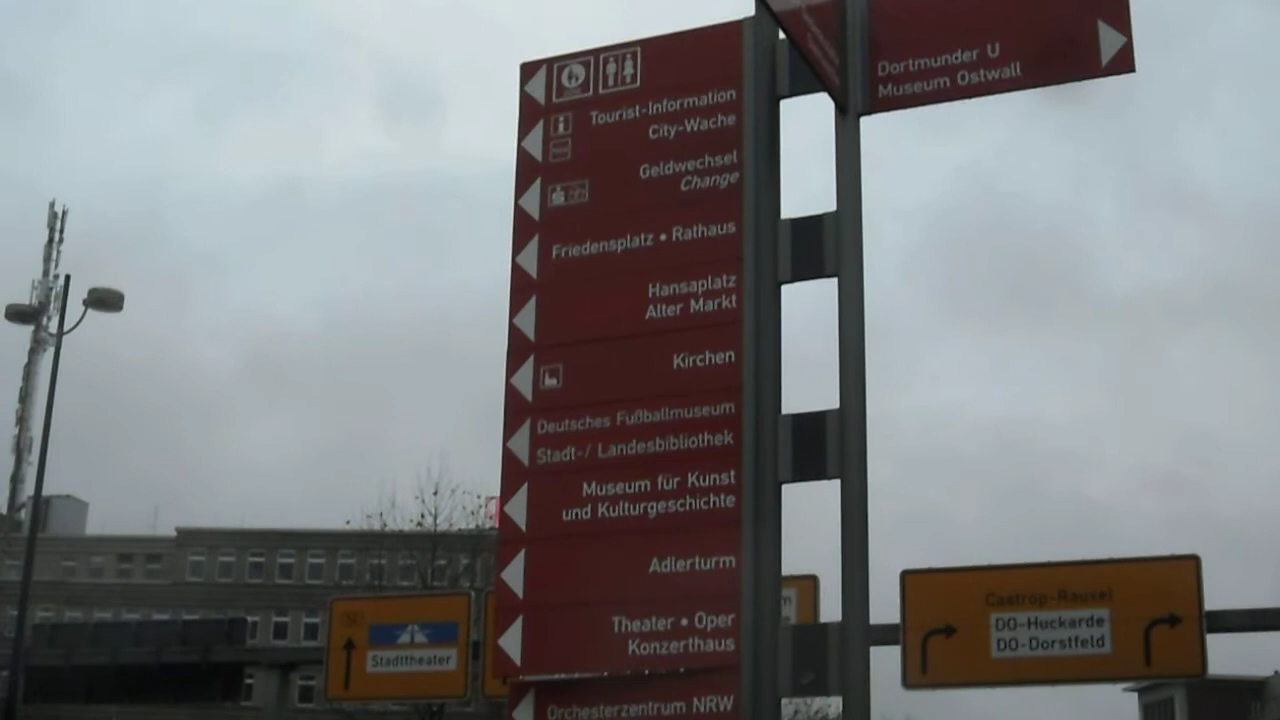 Dortmunder U
Museum Ostwall
Tourist-Information
City-Wache
Geldwechsel
Change
Friedensplatz • Rathaus
Hansaplatz
Alter Markt
Kirchen
Deutsches Fußballmuseum
Stadt-/ Landesbibliothek
Museum für Kunst
und Kulturgeschichte
Adlerturm
Theater • Oper
Konzerthaus
Orchesterzentrum NRW
Stadttheater
Castrop-Rauxel
DO-Huckarde
DO-Dorstfeld